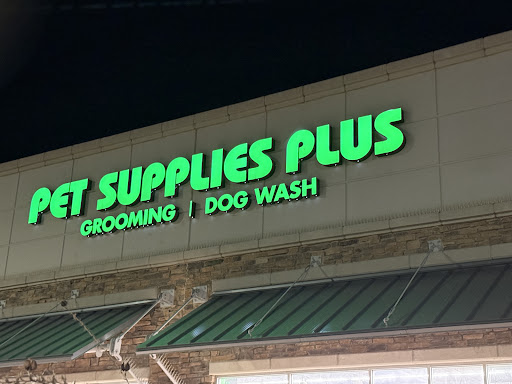 PET SUPPLIES PLUS
GROOMING | DOG WASH